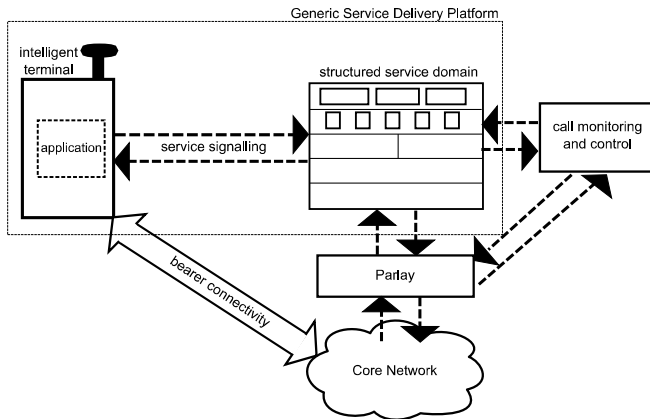 Generic Service Delivery Platform
intelligent
terminal
structured service domain
application
service signalling
call monitoring
and control
bearer connectivity
Parlay
Core Network